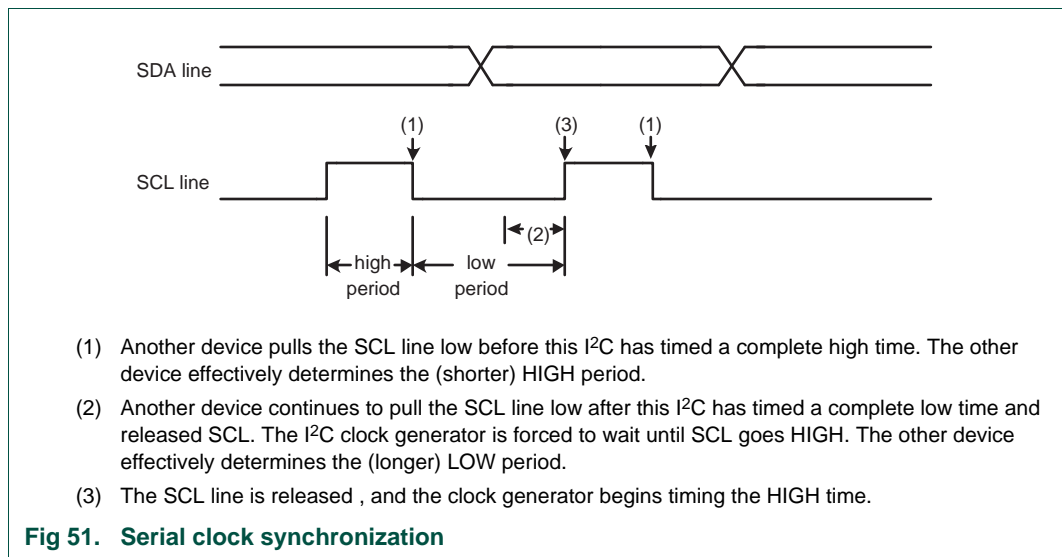 SDA line
(1) (3) (1)
SCL line
(2)
high low
period period
(1) Another device pulls the SCL line low before this I²C has timed a complete high time. The other
device effectively determines the (shorter) HIGH period.
(2) Another device continues to pull the SCL line low after this I²C has timed a complete low time and
released SCL. The I²C clock generator is forced to wait until SCL goes HIGH. The other device
effectively determines the (longer) LOW period.
(3) The SCL line is released , and the clock generator begins timing the HIGH time.
Fig 51. Serial clock synchronization